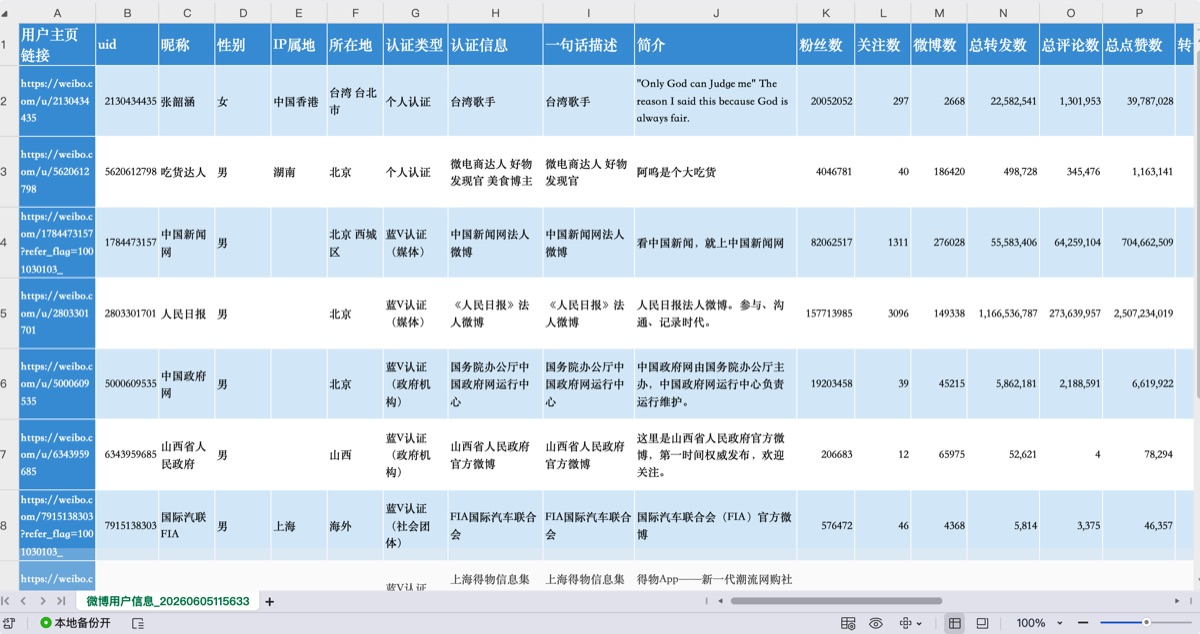 A B C D E F G H I J K L M N O P
1 用户主页链接 uid 昵称 性别 IP属地 所在地 认证类型 认证信息 一句话描述 简介 粉丝数 关注数 微博数 总转发数 总评论数 总点赞数 转
2 https://weibo.com/u/2130434435 2130434435 张韶涵 女 中国香港 台湾 台北市 个人认证 台湾歌手 台湾歌手 "Only God can Judge me" The reason I said this because God is always fair. 20052052 297 2668 22,582,541 1,301,953 39,787,028
3 https://weibo.com/u/5620612798 5620612798 吃货达人 男 湖南 北京 个人认证 微电商达人 好物发现官 美食博主 微电商达人 好物发现官 阿呜是个大吃货 4046781 40 186420 498,728 345,476 1,163,141
4 https://weibo.com/1784473157?refer_flag=1001030103_ 1784473157 中国新闻网 男 北京 西城区 蓝V认证（媒体） 中国新闻网法人微博 中国新闻网法人微博 看中国新闻，就上中国新闻网 82062517 1311 276028 55,583,406 64,259,104 704,662,509
5 https://weibo.com/u/2803301701 2803301701 人民日报 男 北京 蓝V认证（媒体） 《人民日报》法人微博 《人民日报》法人微博 人民日报法人微博。参与、沟通、记录时代。 157713985 3096 149338 1,166,536,787 273,639,957 2,507,234,019
6 https://weibo.com/u/5000609535 5000609535 中国政府网 男 北京 蓝V认证（政府机构） 国务院办公厅中国政府网运行中心 国务院办公厅中国政府网运行中心 中国政府网由国务院办公厅主办，中国政府网运行中心负责运行维护。 19203458 39 45215 5,862,181 2,188,591 6,619,922
7 https://weibo.com/u/6343959685 6343959685 山西省人民政府 男 山西 蓝V认证（政府机构） 山西省人民政府官方微博 山西省人民政府官方微博 这里是山西省人民政府官方微博，第一时间权威发布，欢迎关注。 206683 12 65975 52,621 4 78,294
8 https://weibo.com/7915138303?refer_flag=1001030103_ 7915138303 国际汽联FIA 男 上海 海外 蓝V认证（社会团体） FIA国际汽车联合会 FIA国际汽车联合会 国际汽车联合会（FIA）官方微博 576472 46 4368 5,814 3,375 46,357
https://weibo.c 蓝V认证 上海得物信息集 上海得物信息集 得物App——新一代潮流网购社
微博用户信息_20260605115633
本地备份开 100%